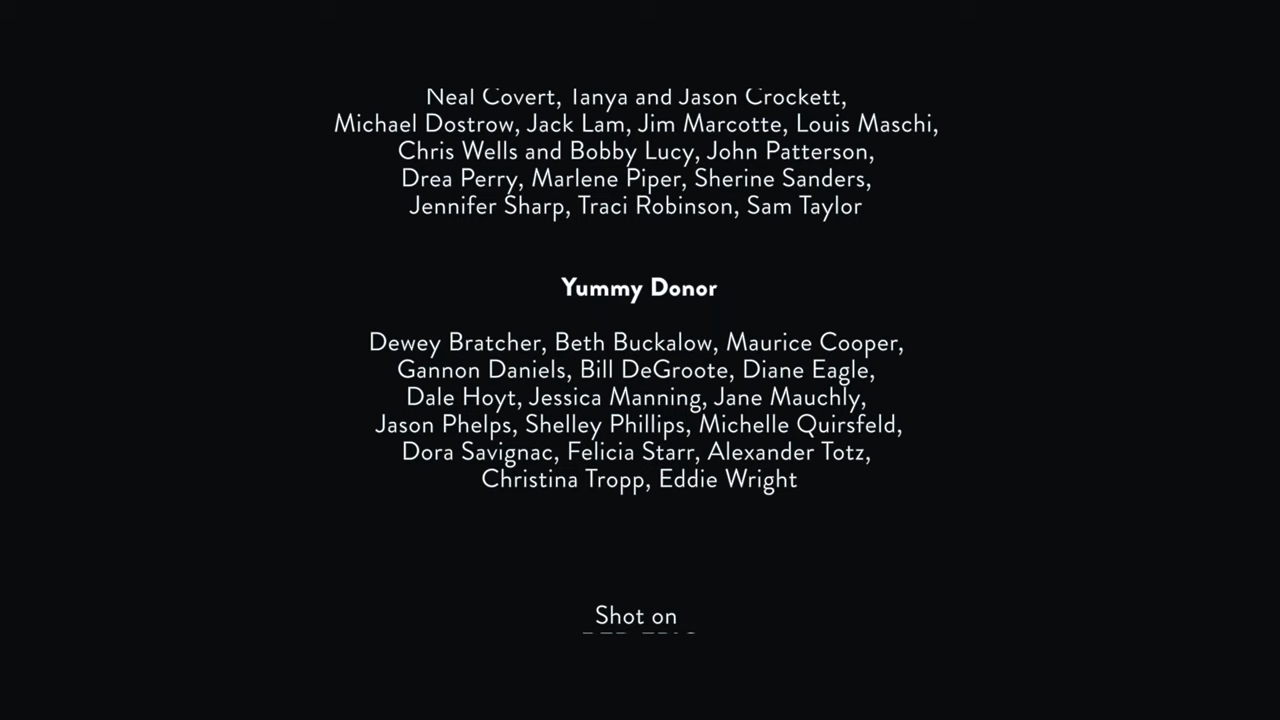 Neal Covert, Tanya and Jason Crockett,
Michael Dostrow, Jack Lam, Jim Marcotte, Louis Maschi,
Chris Wells and Bobby Lucy, John Patterson,
Drea Perry, Marlene Piper, Sherine Sanders,
Jennifer Sharp, Traci Robinson, Sam Taylor
Yummy Donor
Dewey Bratcher, Beth Buckalow, Maurice Cooper,
Gannon Daniels, Bill DeGroote, Diane Eagle,
Dale Hoyt, Jessica Manning, Jane Mauchly,
Jason Phelps, Shelley Phillips, Michelle Quirsfeld,
Dora Savignac, Felicia Starr, Alexander Totz,
Christina Tropp, Eddie Wright
Shot on